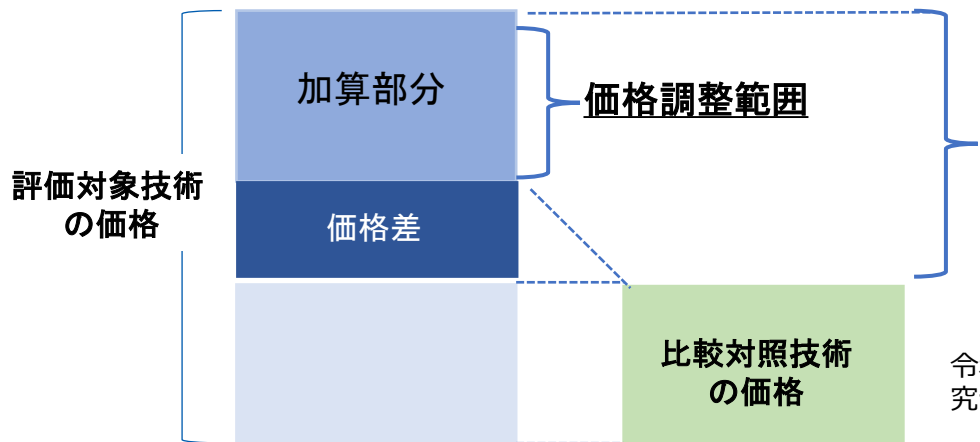 加算部分
価格調整範囲
評価対象技術
の価格
価格差
比較対照技術
の価格
令
究